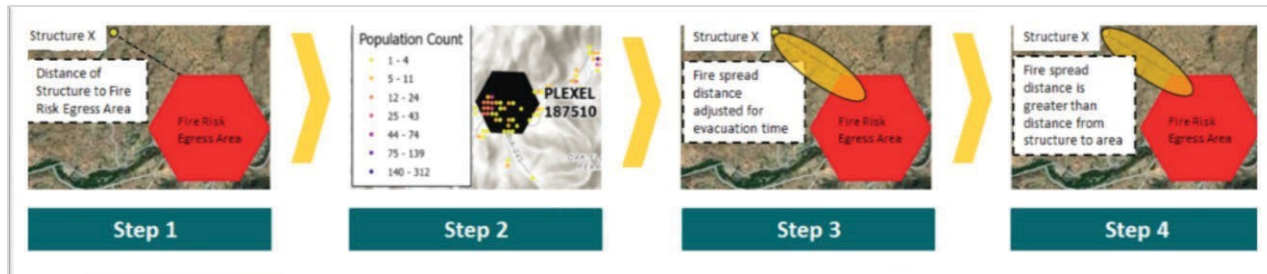 Structure X
Distance of
Structure to Fire
Risk Egress Area
Fire Risk
Egress Area
Step 1
Population Count
1 - 4
5 - 11
12 - 24
25 - 43
44 - 74
75 - 139
140 - 312
PLEXEL
187510
Step 2
Structure X
Fire spread
distance
adjusted for
evacuation time
Fire Risk
Egress Area
Step 3
Structure X
Fire spread
distance is
greater than
distance from
structure to area
Fire Risk
Egress Area
Step 4